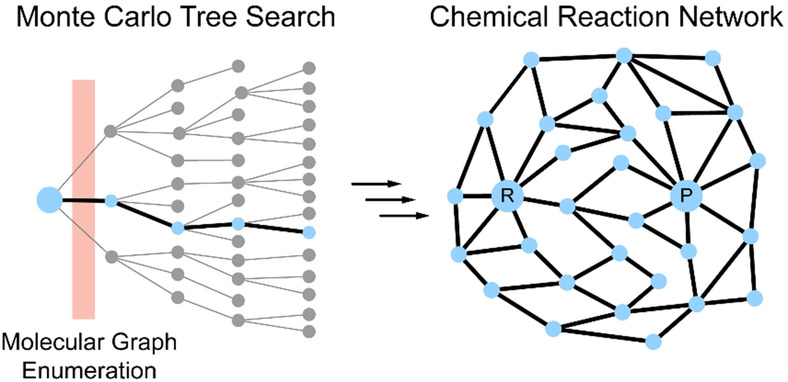 Monte Carlo Tree Search
Chemical Reaction Network
R
P
Molecular Graph
Enumeration